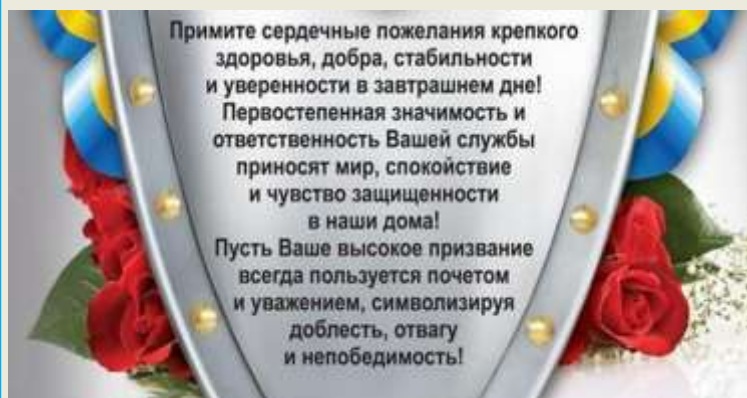 Примите сердечные пожелания крепкого
здоровья, добра, стабильности
и уверенности в завтрашнем дне!
Первостепенная значимость и
ответственность Вашей службы
приносят мир, спокойствие
и чувство защищенности
в наши дома!
Пусть Ваше высокое призвание
всегда пользуется почетом
и уважением, символизируя
доблесть, отвагу
и непобедимость!